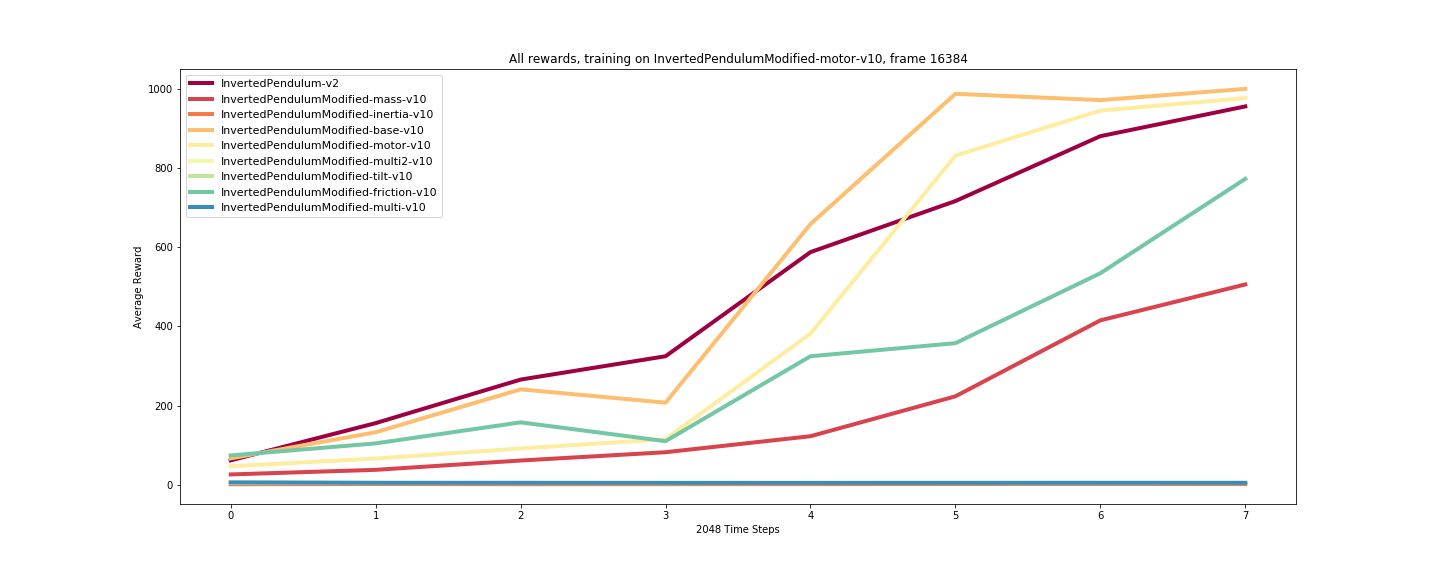 All rewards, training on InvertedPendulumModified-motor-v10, frame 16384
InvertedPendulum-v2
InvertedPendulumModified-mass-v10
InvertedPendulumModified-inertia-v10
InvertedPendulumModified-base-v10
InvertedPendulumModified-motor-v10
InvertedPendulumModified-multi2-v10
InvertedPendulumModified-tilt-v10
InvertedPendulumModified-friction-v10
InvertedPendulumModified-multi-v10
1000
800
600
400
200
0
Average Reward
0 1 2 3 4 5 6 7
2048 Time Steps